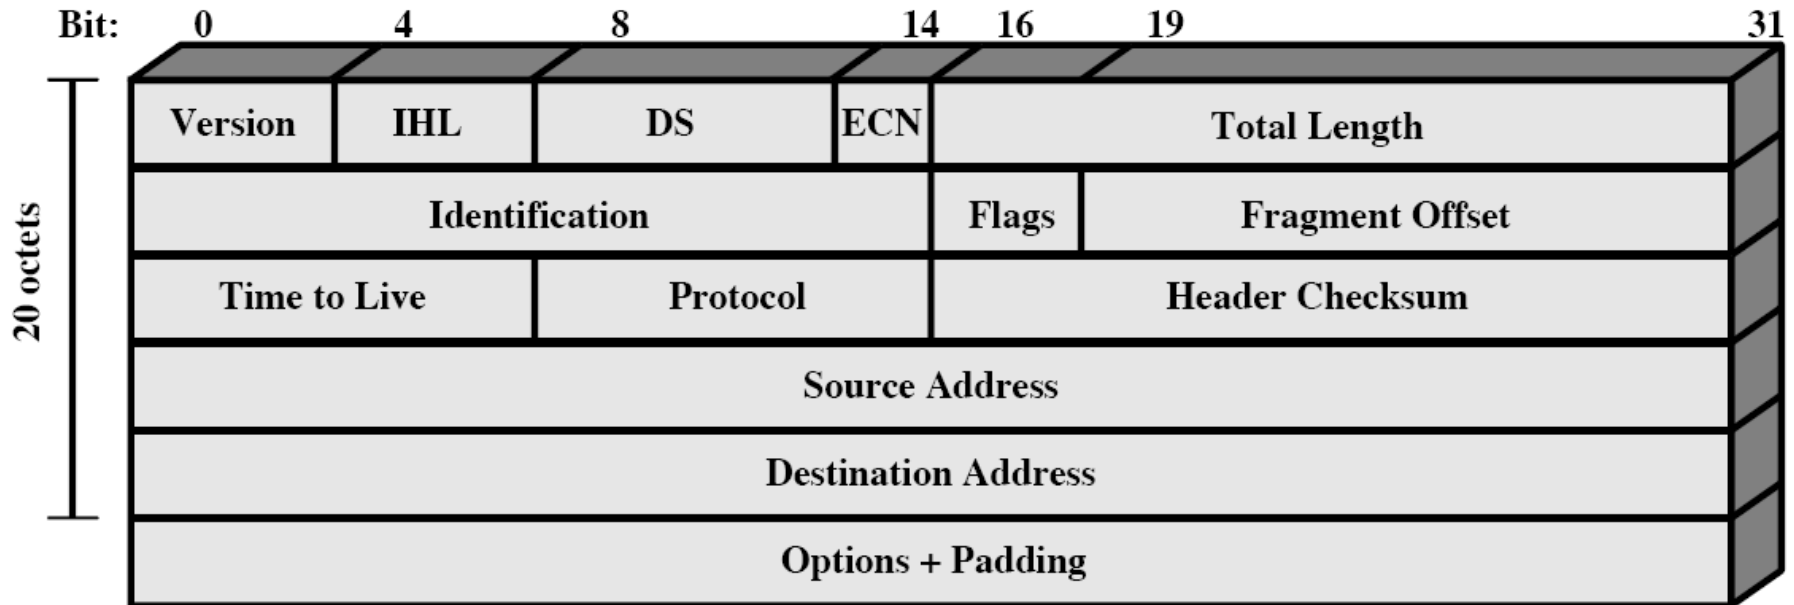 Bit: 0 4 8 14 16 19 31
Version IHL DS ECN Total Length
Identification Flags Fragment Offset
Time to Live Protocol Header Checksum
Source Address
Destination Address
Options + Padding
20 octets